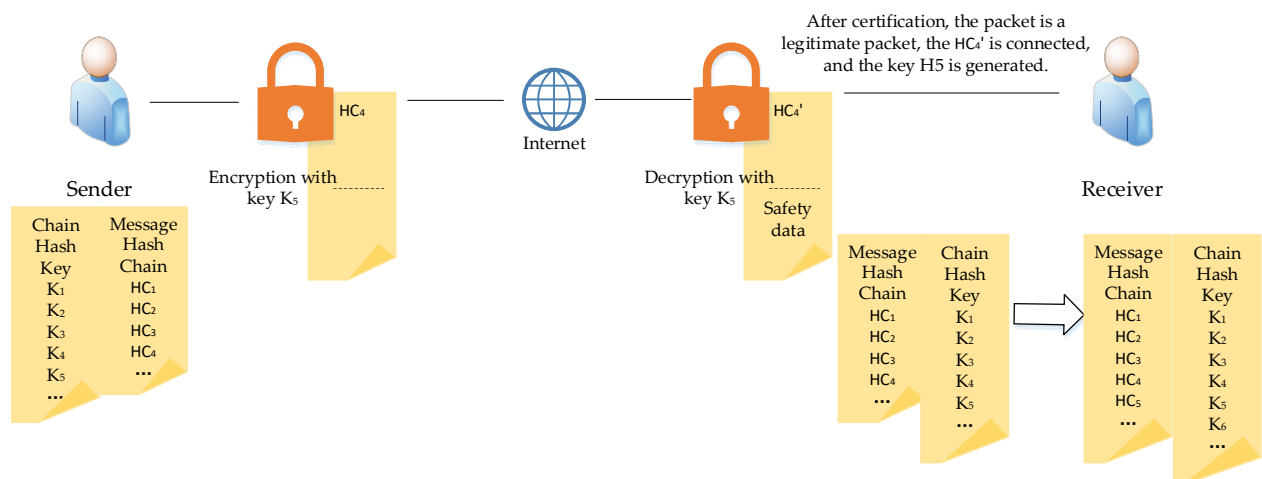 After certification, the packet is a
legitimate packet, the HC₄' is connected,
and the key H5 is generated.
HC₄
HC₄'
Internet
Encryption with
key K₅
Decryption with
key K₅
Safety
data
Sender
Receiver
Chain
Hash
Key
K₁
K₂
K₃
K₄
K₅
...
Message
Hash
Chain
HC₁
HC₂
HC₃
HC₄
...
Message
Hash
Chain
HC₁
HC₂
HC₃
HC₄
...
Chain
Hash
Key
K₁
K₂
K₃
K₄
K₅
...
Message
Hash
Chain
HC₁
HC₂
HC₃
HC₄
HC₅
...
Chain
Hash
Key
K₁
K₂
K₃
K₄
K₅
K₆
...